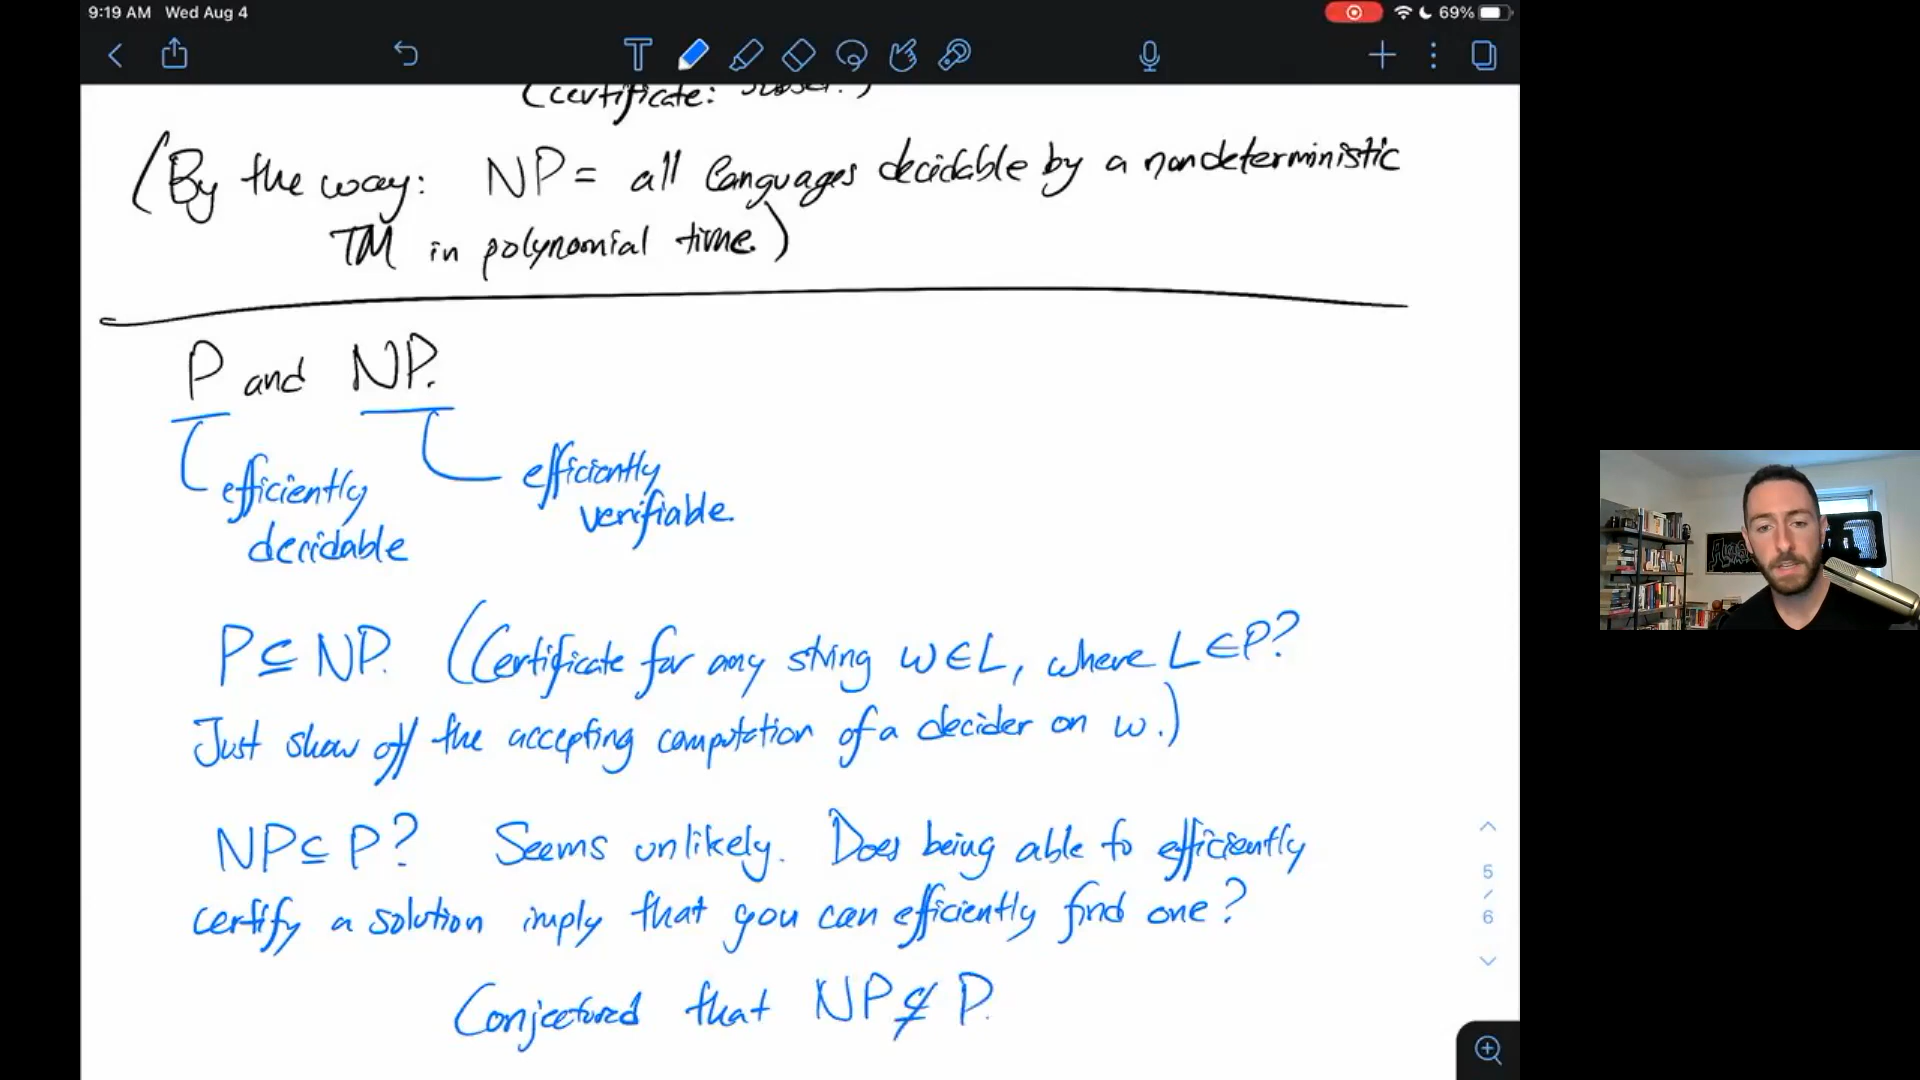 9:19 AM Wed Aug 4
69%
(certificate:
(By the way: NP = all languages decidable by a nondeterministic
TM in polynomial time.)
P and NP.
efficiently
decidable
efficiently
verifiable.
P ⊆ NP. (Certificate for any string w ∈ L, where L ∈ P?
Just show off the accepting computation of a decider on w.)
NP ⊆ P? Seems unlikely. Does being able to efficiently
certify a solution imply that you can efficiently find one?
Conjectured that NP ⊈ P.
5
/
6